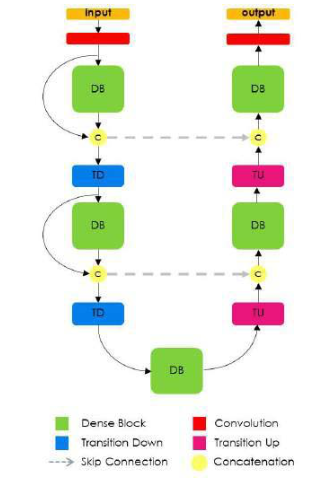 input output
DB DB
C C
TD TU
DB DB
C C
TD TU
DB
Dense Block Convolution
Transition Down Transition Up
Skip Connection Concatenation